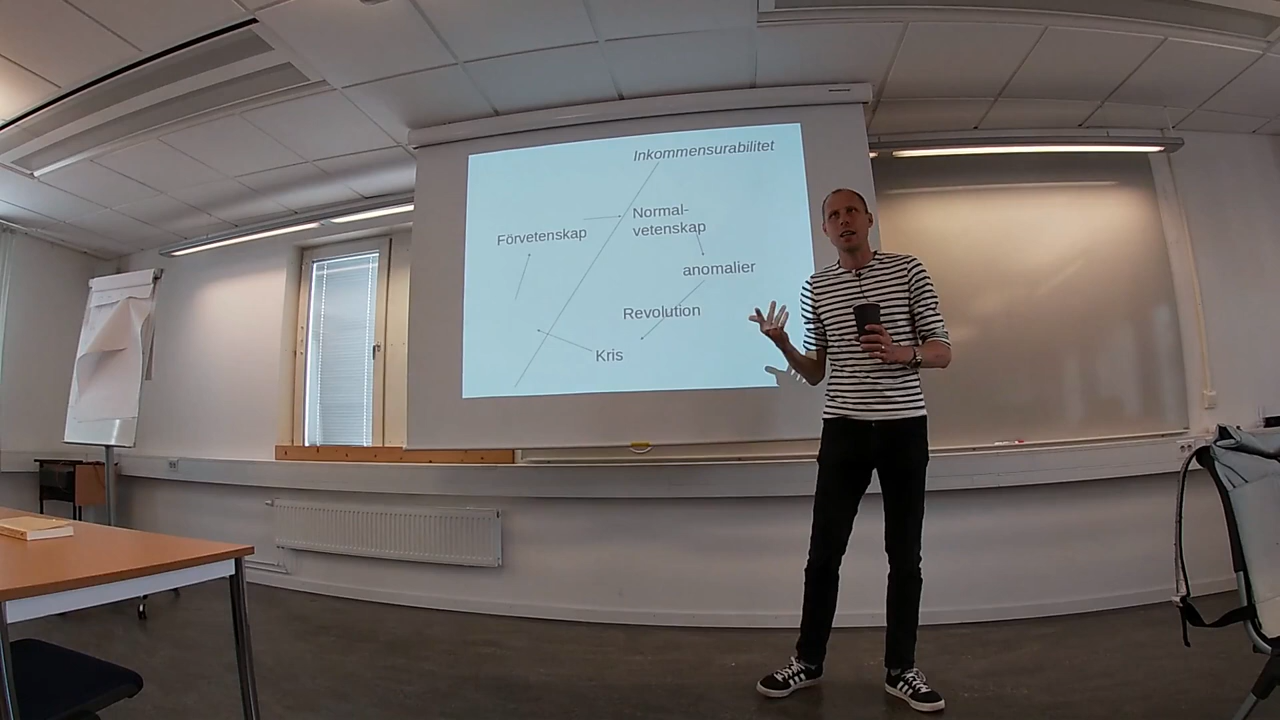 Inkommensurabilitet
Normal-
vetenskap
Förvetenskap
anomalier
Revolution
Kris